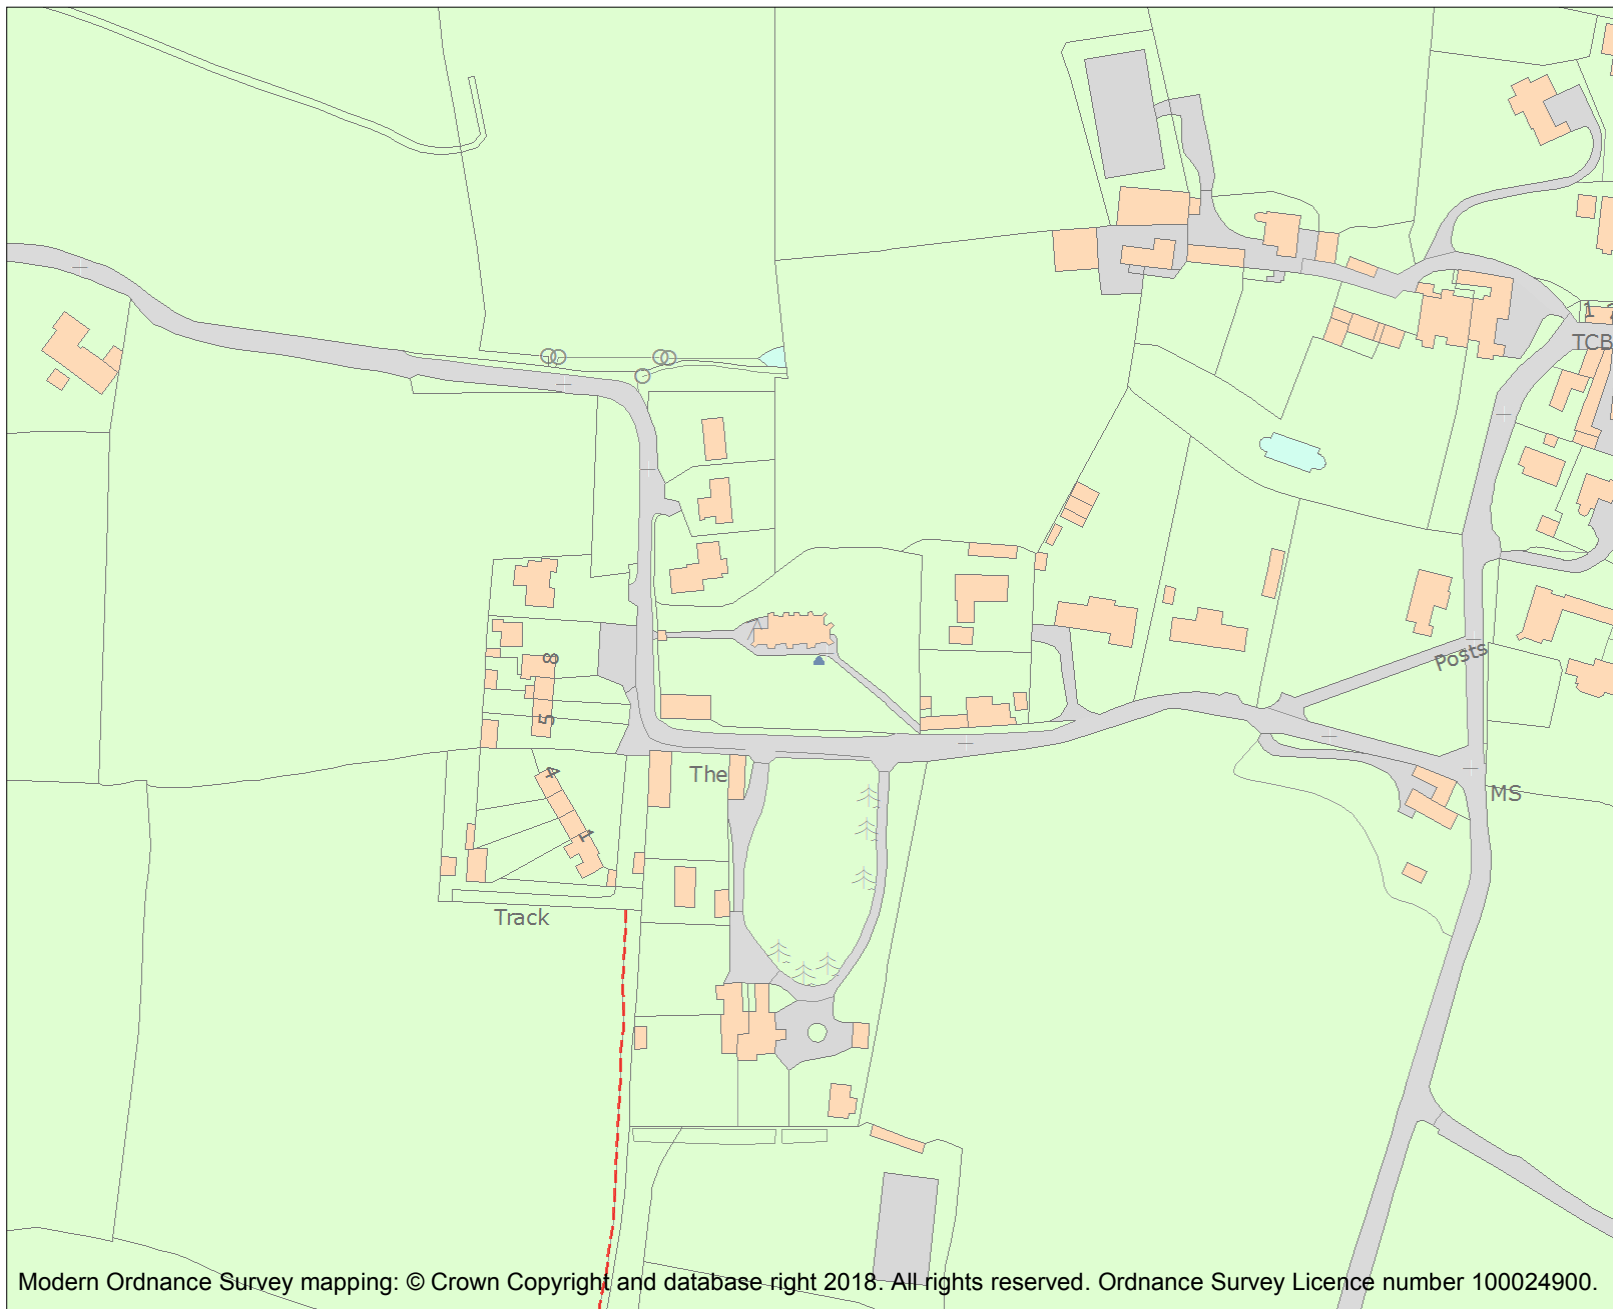 1 2
TCB
Posts
8
5
The
4
1
MS
Track
Modern Ordnance Survey mapping: © Crown Copyright and database right 2018. All rights reserved. Ordnance Survey Licence number 100024900.